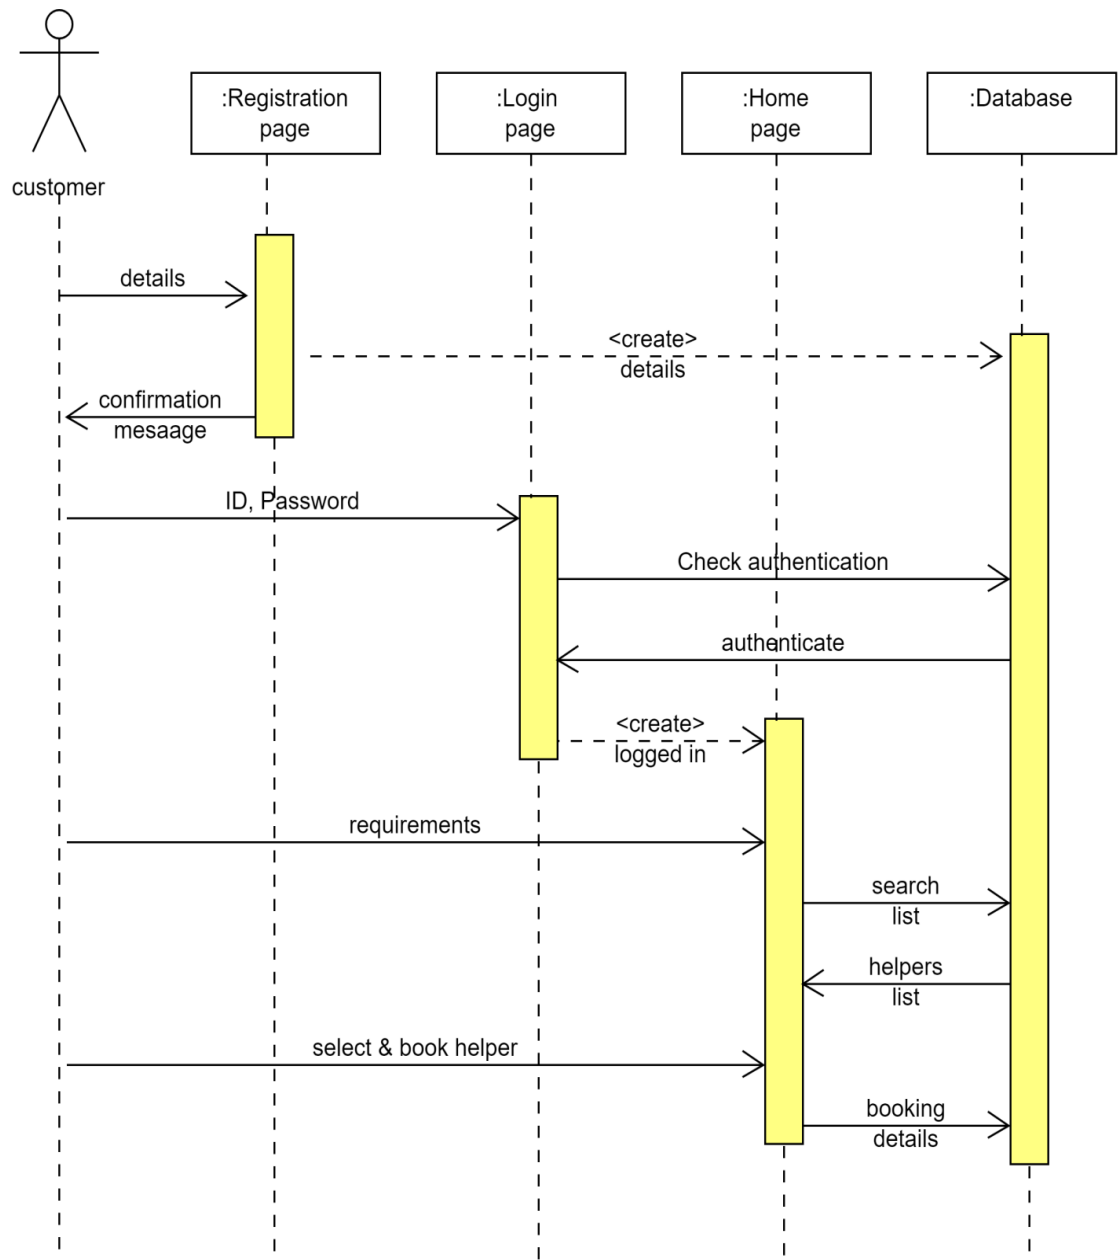 :Registration
page
:Login
page
:Home
page
:Database
customer
details
<create>
details
confirmation
mesaage
ID, Password
Check authentication
authenticate
<create>
logged in
requirements
search
list
helpers
list
select & book helper
booking
details